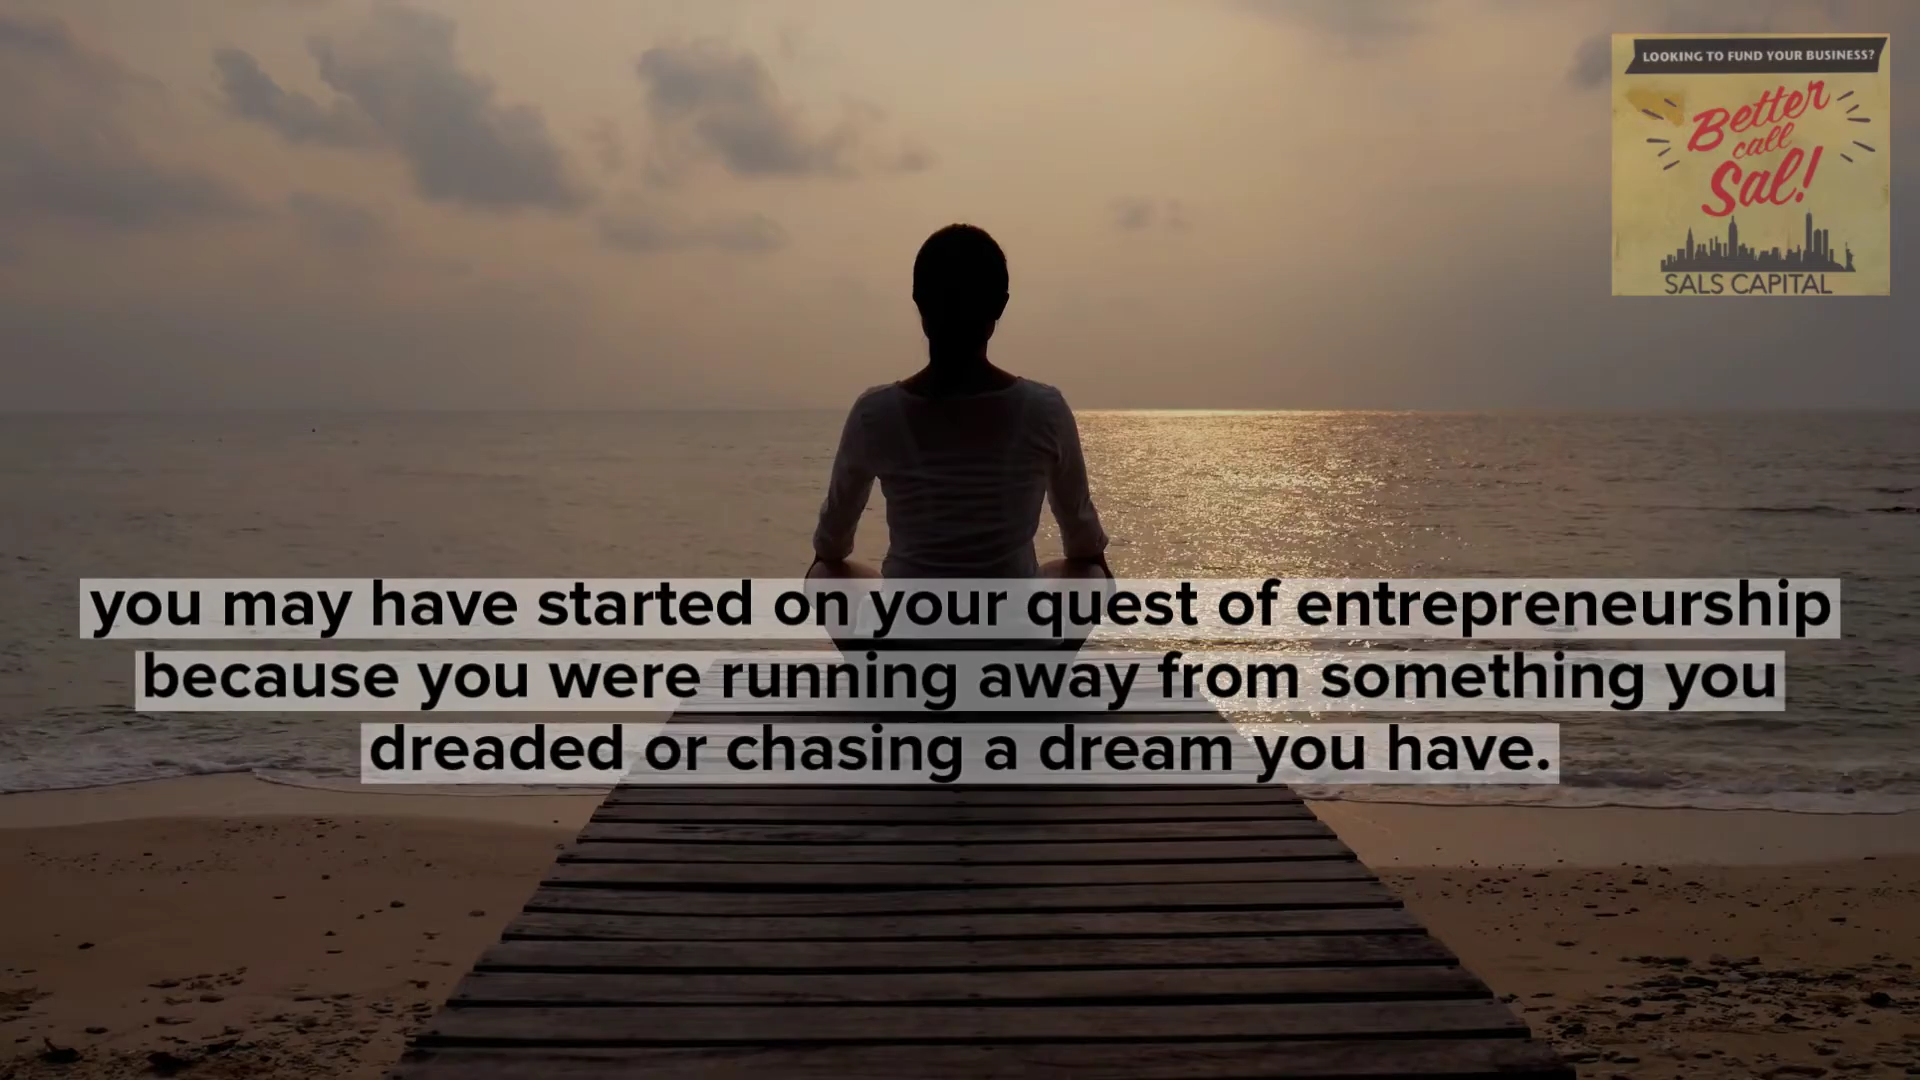 LOOKING TO FUND YOUR BUSINESS?
Better
call
Sal!
SALS CAPITAL
you may have started on your quest of entrepreneurship
because you were running away from something you
dreaded or chasing a dream you have.